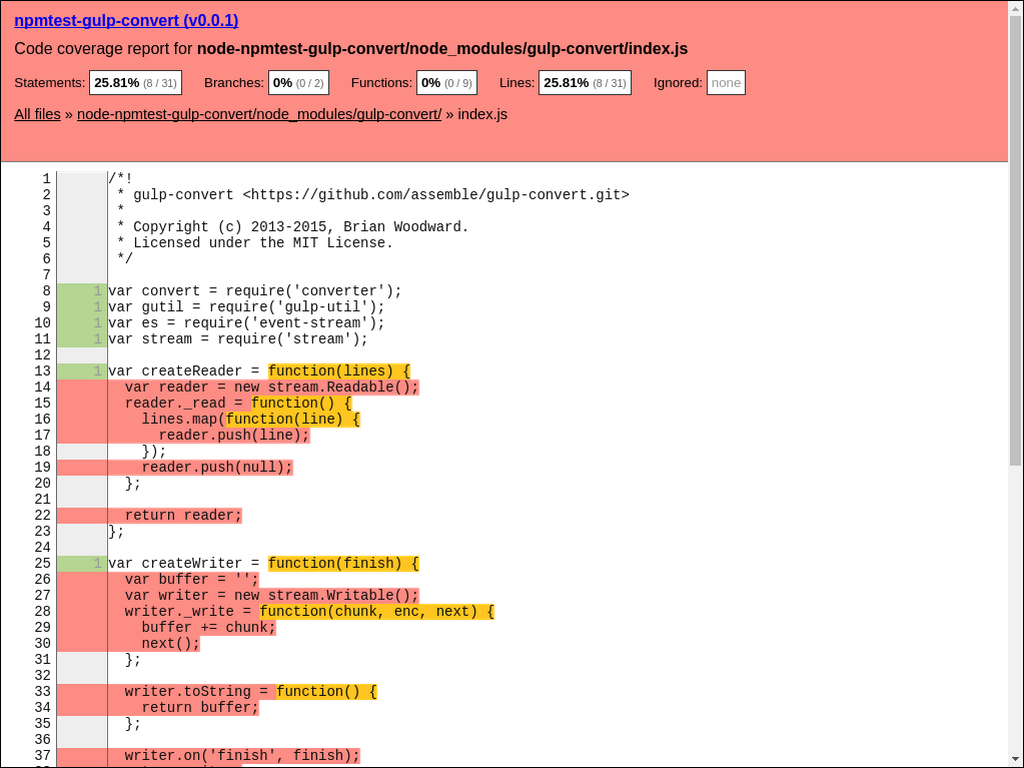 npmtest-gulp-convert (v0.0.1)
Code coverage report for node-npmtest-gulp-convert/node_modules/gulp-convert/index.js
Statements: 25.81% (8 / 31) Branches: 0% (0 / 2) Functions: 0% (0 / 9) Lines: 25.81% (8 / 31) Ignored: none
All files » node-npmtest-gulp-convert/node_modules/gulp-convert/ » index.js
1 /*!
2  * gulp-convert <https://github.com/assemble/gulp-convert.git>
3  *
4  * Copyright (c) 2013-2015, Brian Woodward.
5  * Licensed under the MIT License.
6  */
7
8 1 var convert = require('converter');
9 1 var gutil = require('gulp-util');
10 1 var es = require('event-stream');
11 1 var stream = require('stream');
12
13 1 var createReader = function(lines) {
14   var reader = new stream.Readable();
15   reader._read = function() {
16     lines.map(function(line) {
17       reader.push(line);
18     });
19     reader.push(null);
20   };
21
22   return reader;
23 };
24
25 1 var createWriter = function(finish) {
26   var buffer = '';
27   var writer = new stream.Writable();
28   writer._write = function(chunk, enc, next) {
29     buffer += chunk;
30     next();
31   };
32
33   writer.toString = function() {
34     return buffer;
35   };
36
37   writer.on('finish', finish);